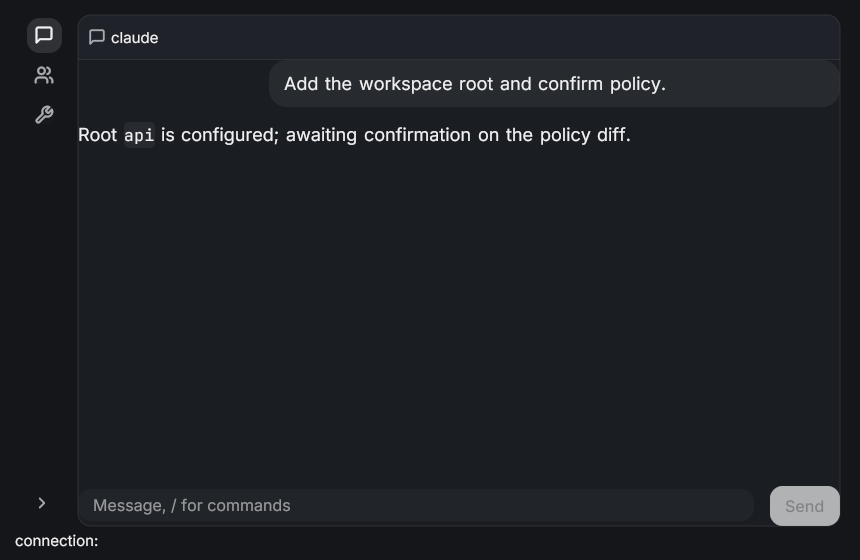 claude
Add the workspace root and confirm policy.
Root api is configured; awaiting confirmation on the policy diff.
Message, / for commands
Send
connection: